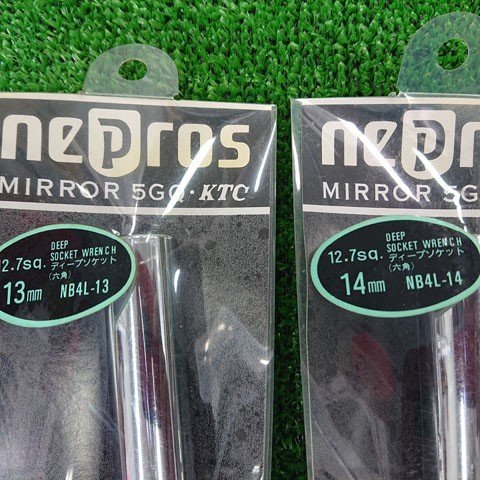 nepros
MIRROR 5GQ・KTC
12.7sq.
DEEP
SOCKET WRENCH
ディープソケット
(六角)
13mm NB4L-13
nepros
MIRROR 5G
12.7sq.
DEEP
SOCKET WRENCH
ディープソケット
(六角)
14mm NB4L-14